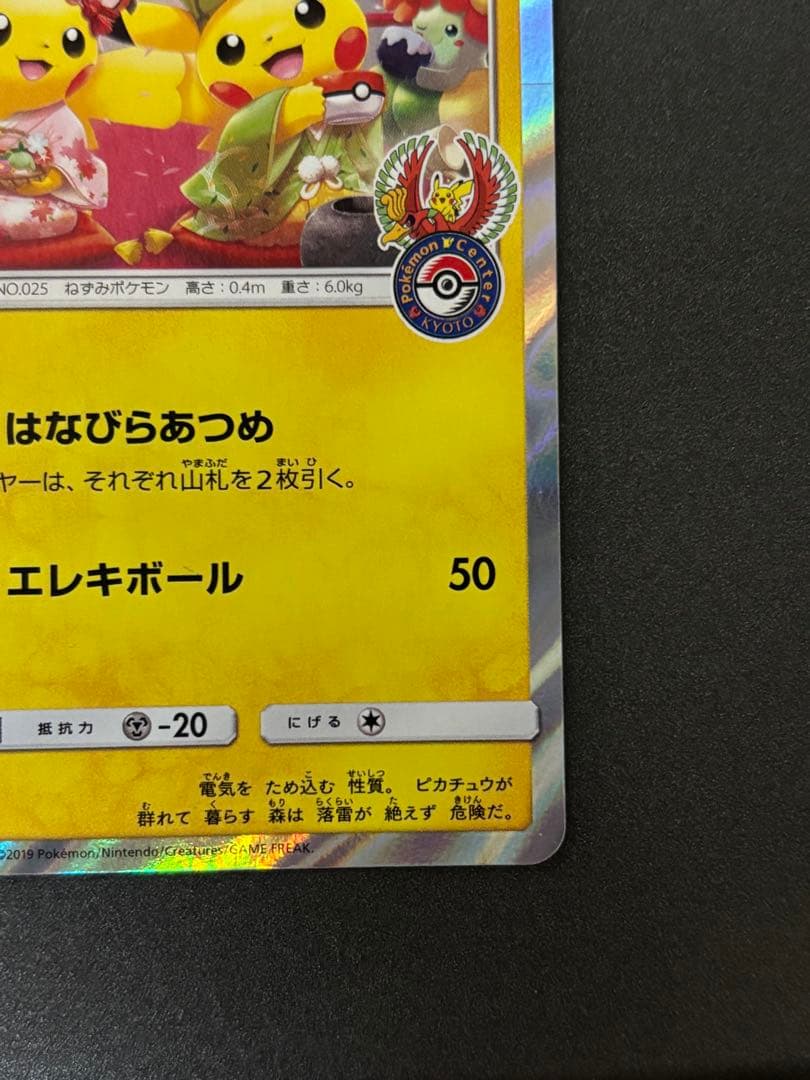 Pokémon Center
KYOTO
NO.025 ねずみポケモン 高さ:0.4m 重さ:6.0kg
はなびらあつめ
ヤーは、それぞれ山札を2枚引く。
エレキボール 50
抵抗力 -20 にげる
電気を ため込む 性質。 ピカチュウが
群れて 暮らす 森は 落雷が 絶えず 危険だ。
©2019 Pokémon/Nintendo/Creatures/GAME FREAK.